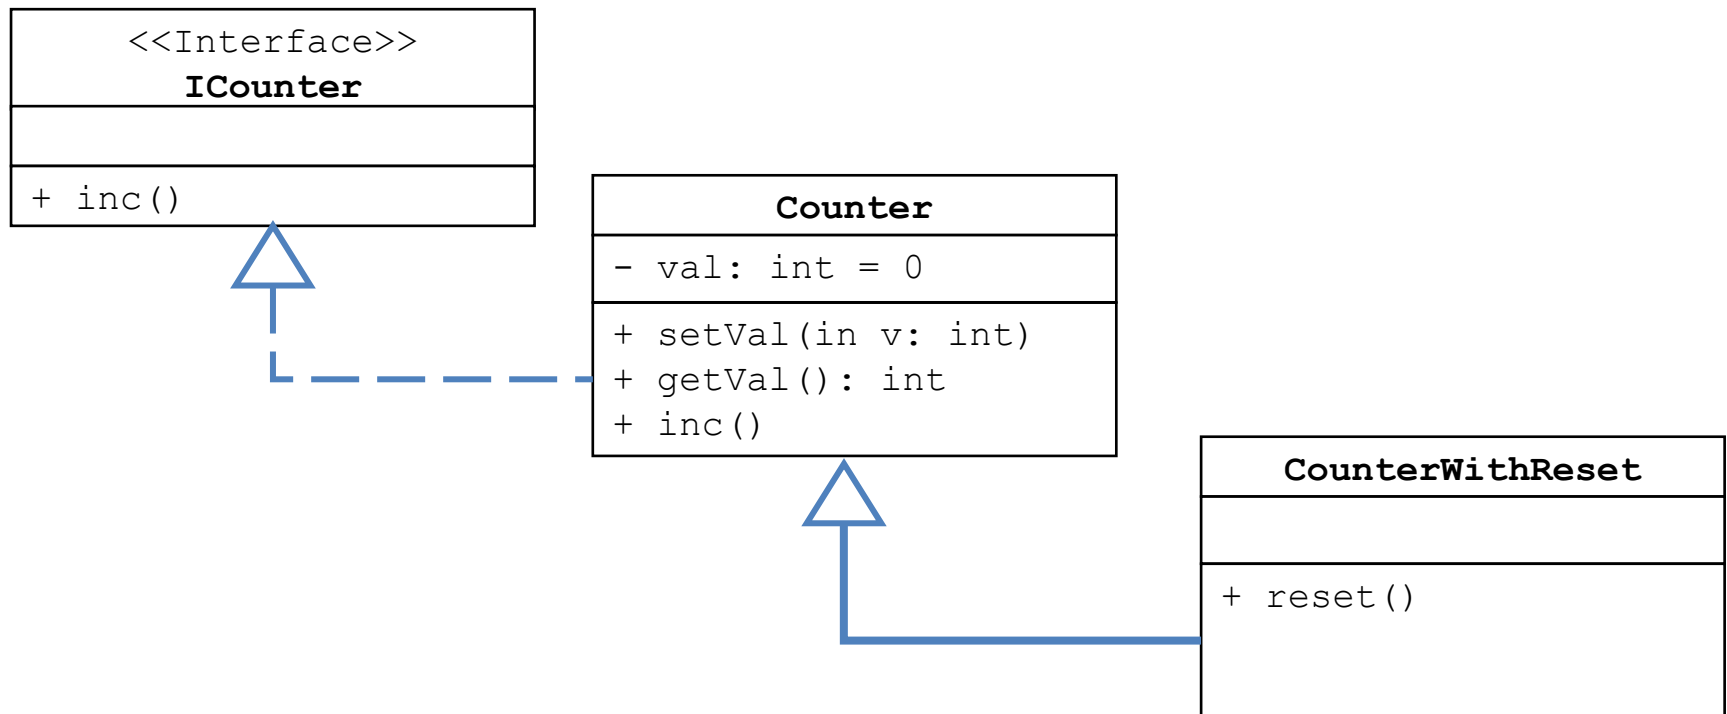 <<Interface>>
ICounter
+ inc()
Counter
- val: int = 0
+ setVal(in v: int)
+ getVal(): int
+ inc()
CounterWithReset
+ reset()